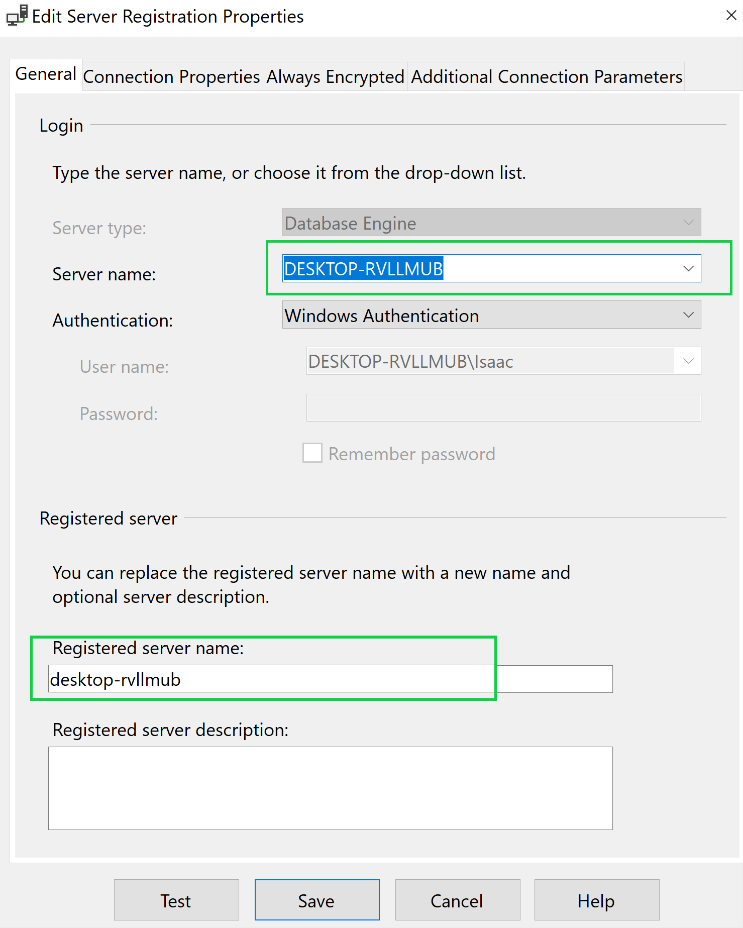 Edit Server Registration Properties
General Connection Properties Always Encrypted Additional Connection Parameters
Login
Type the server name, or choose it from the drop-down list.
Server type: Database Engine
Server name: DESKTOP-RVLLMUB
Authentication: Windows Authentication
User name: DESKTOP-RVLLMUB\Isaac
Password:
Remember password
Registered server
You can replace the registered server name with a new name and
optional server description.
Registered server name:
desktop-rvllmub
Registered server description:
Test Save Cancel Help